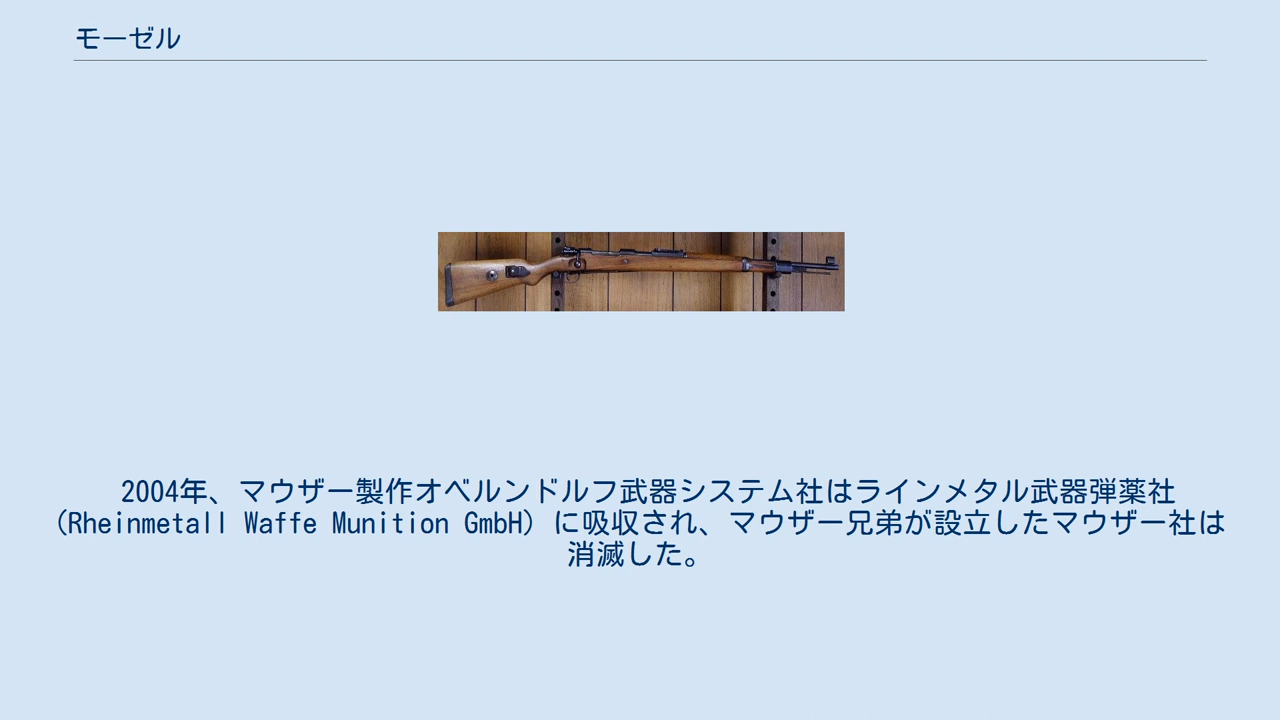 モーゼル
2004年、マウザー製作オベルンドルフ武器システム社はラインメタル武器弾薬社
(Rheinmetall Waffe Munition GmbH) に吸収され、マウザー兄弟が設立したマウザー社は
消滅した。